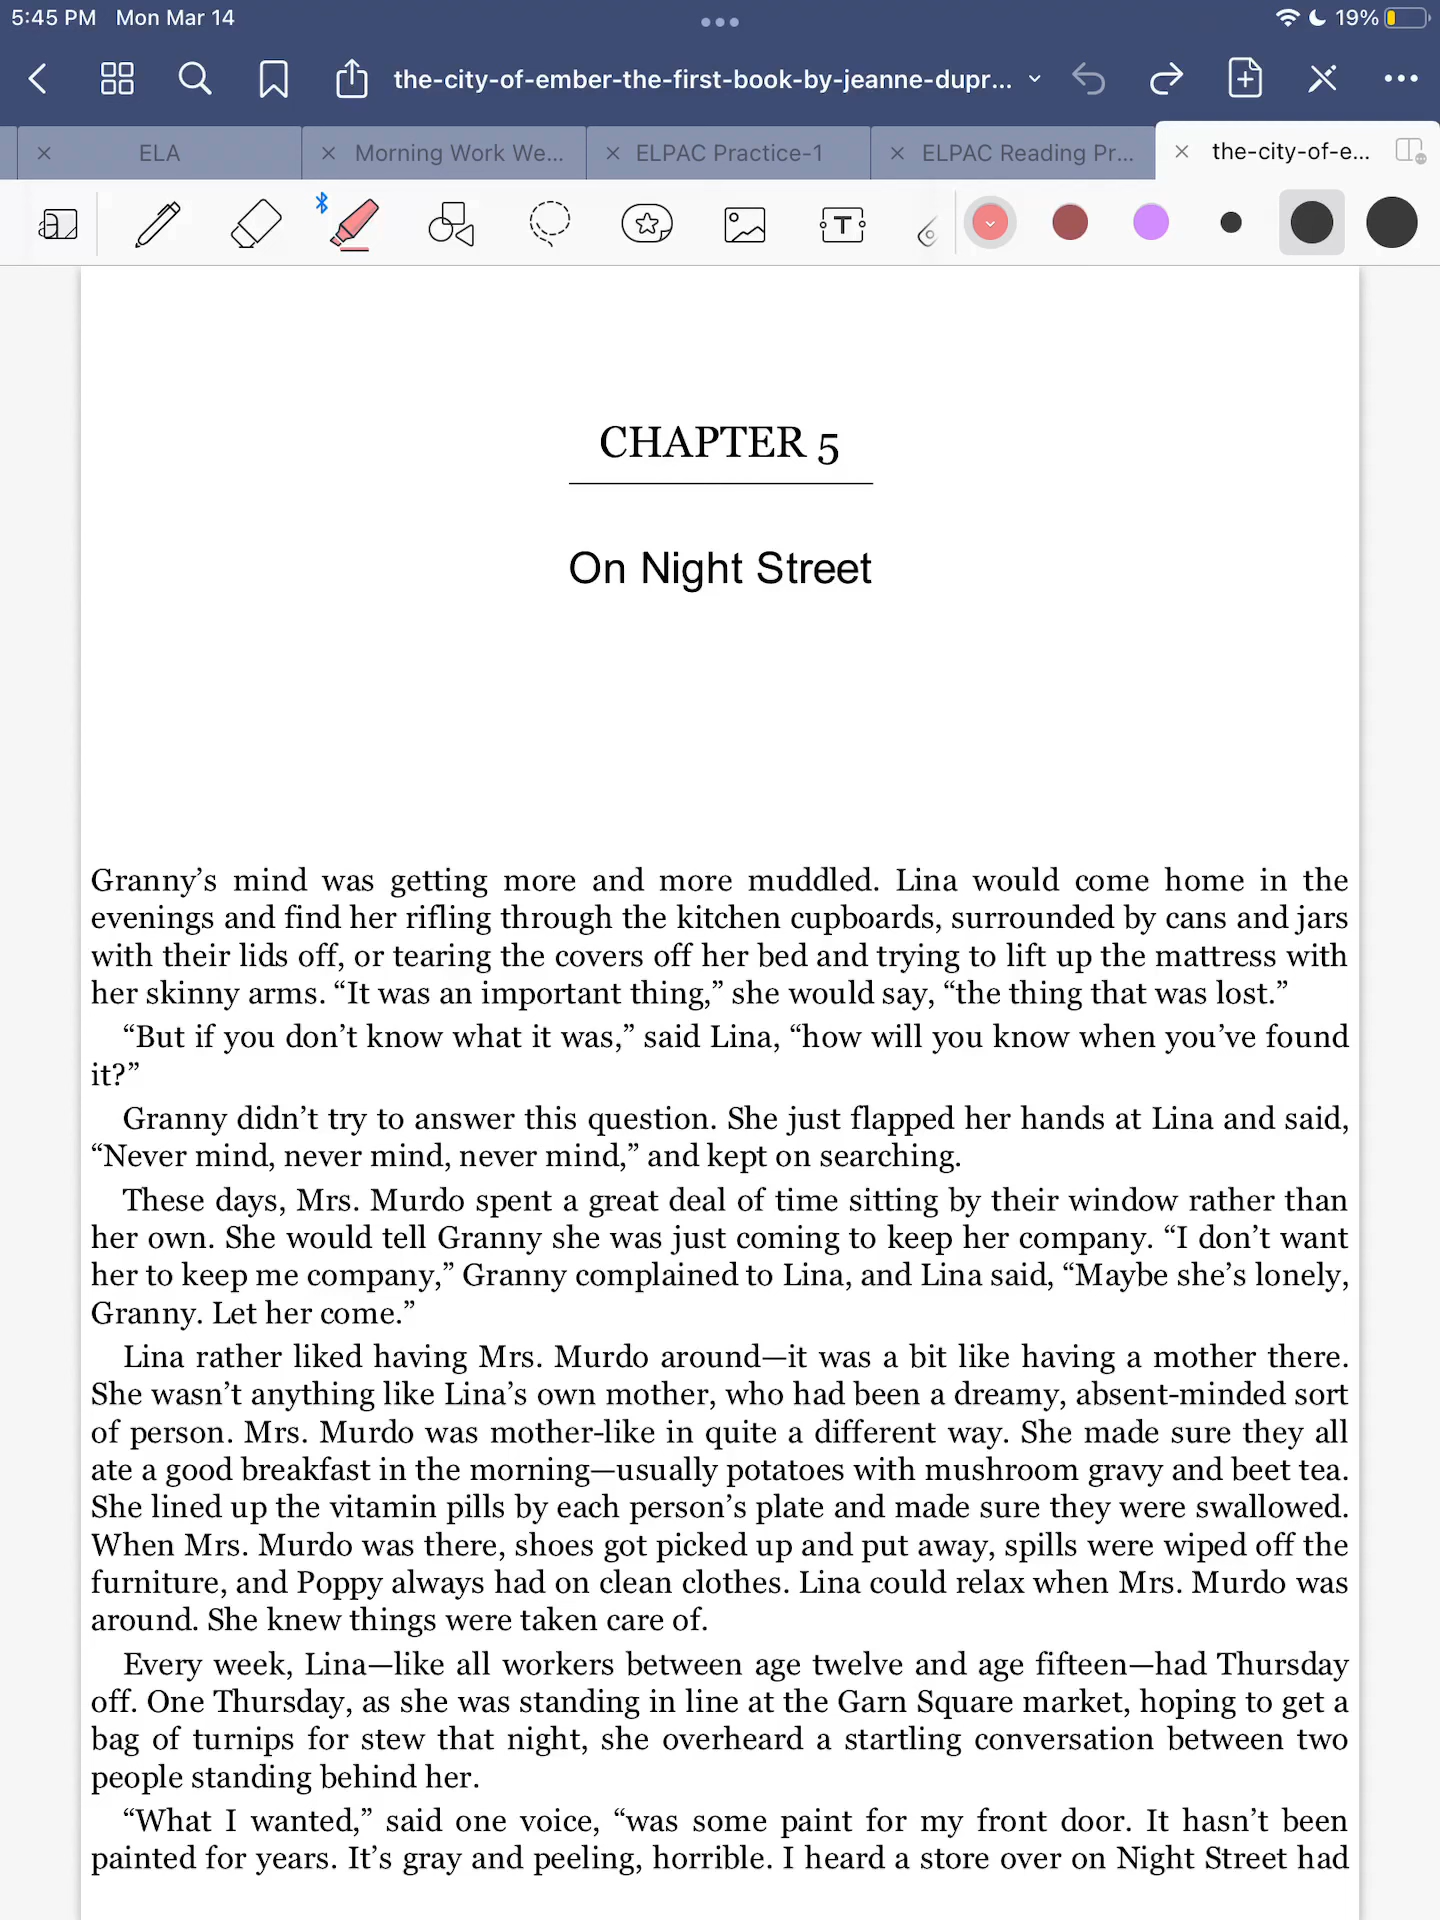 5:45 PM Mon Mar 14 19%
the-city-of-ember-the-first-book-by-jeanne-dupr...
ELA Morning Work We... ELPAC Practice-1 ELPAC Reading Pr... the-city-of-e...
CHAPTER 5
On Night Street
Granny’s mind was getting more and more muddled. Lina would come home in the
evenings and find her rifling through the kitchen cupboards, surrounded by cans and jars
with their lids off, or tearing the covers off her bed and trying to lift up the mattress with
her skinny arms. “It was an important thing,” she would say, “the thing that was lost.”
“But if you don’t know what it was,” said Lina, “how will you know when you’ve found
it?”
Granny didn’t try to answer this question. She just flapped her hands at Lina and said,
“Never mind, never mind, never mind,” and kept on searching.
These days, Mrs. Murdo spent a great deal of time sitting by their window rather than
her own. She would tell Granny she was just coming to keep her company. “I don’t want
her to keep me company,” Granny complained to Lina, and Lina said, “Maybe she’s lonely,
Granny. Let her come.”
Lina rather liked having Mrs. Murdo around—it was a bit like having a mother there.
She wasn’t anything like Lina’s own mother, who had been a dreamy, absent-minded sort
of person. Mrs. Murdo was mother-like in quite a different way. She made sure they all
ate a good breakfast in the morning—usually potatoes with mushroom gravy and beet tea.
She lined up the vitamin pills by each person’s plate and made sure they were swallowed.
When Mrs. Murdo was there, shoes got picked up and put away, spills were wiped off the
furniture, and Poppy always had on clean clothes. Lina could relax when Mrs. Murdo was
around. She knew things were taken care of.
Every week, Lina—like all workers between age twelve and age fifteen—had Thursday
off. One Thursday, as she was standing in line at the Garn Square market, hoping to get a
bag of turnips for stew that night, she overheard a startling conversation between two
people standing behind her.
“What I wanted,” said one voice, “was some paint for my front door. It hasn’t been
painted for years. It’s gray and peeling, horrible. I heard a store over on Night Street had